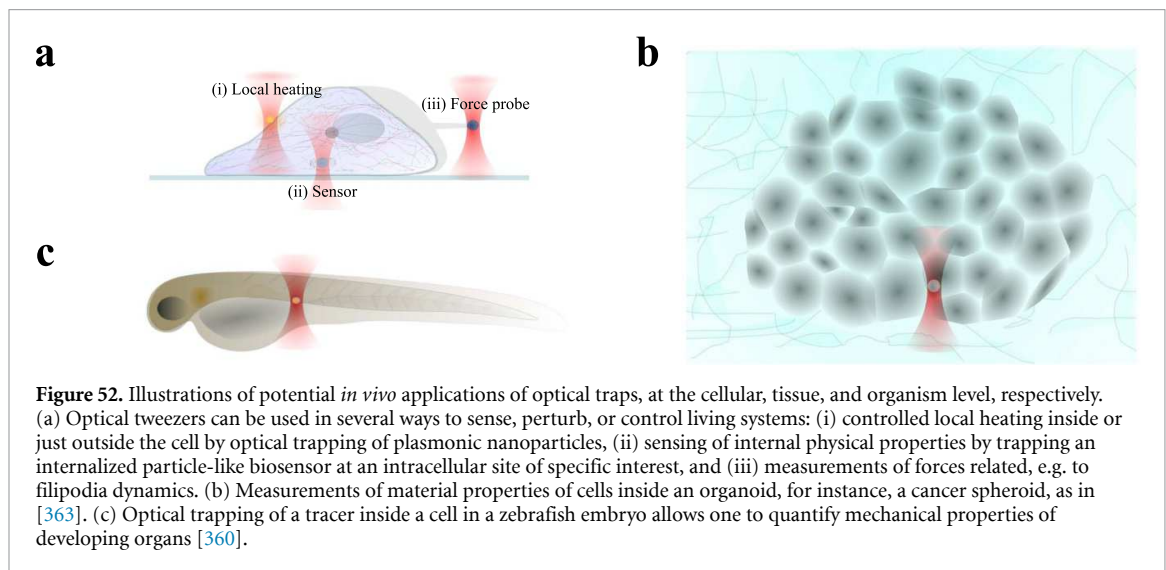 a
(i) Local heating
(iii) Force probe
(ii) Sensor
b
c
Figure 52. Illustrations of potential in vivo applications of optical traps, at the cellular, tissue, and organism level, respectively.
(a) Optical tweezers can be used in several ways to sense, perturb, or control living systems: (i) controlled local heating inside or
just outside the cell by optical trapping of plasmonic nanoparticles, (ii) sensing of internal physical properties by trapping an
internalized particle-like biosensor at an intracellular site of specific interest, and (iii) measurements of forces related, e.g. to
filipodia dynamics. (b) Measurements of material properties of cells inside an organoid, for instance, a cancer spheroid, as in
[363]. (c) Optical trapping of a tracer inside a cell in a zebrafish embryo allows one to quantify mechanical properties of
developing organs [360].